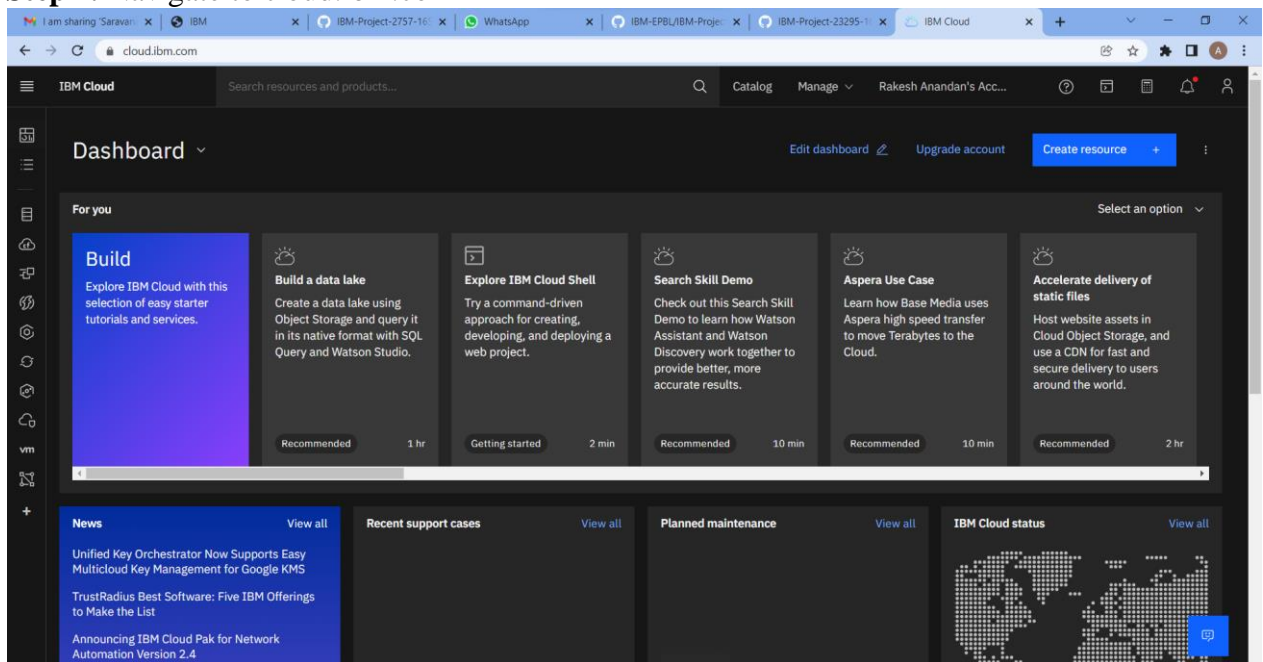 I am sharing 'Saravan
IBM
IBM-Project-2757-16
WhatsApp
IBM-EPBL/IBM-Projec
IBM-Project-23295-1
IBM Cloud
cloud.ibm.com
A
IBM Cloud
Search resources and products...
Catalog
Manage
Rakesh Anandan's Acc...
Dashboard
Edit dashboard
Upgrade account
Create resource +
For you
Select an option
Build
Explore IBM Cloud with this
selection of easy starter
tutorials and services.
Build a data lake
Create a data lake using
Object Storage and query it
in its native format with SQL
Query and Watson Studio.
Recommended 1 hr
Explore IBM Cloud Shell
Try a command-driven
approach for creating,
developing, and deploying a
web project.
Getting started 2 min
Search Skill Demo
Check out this Search Skill
Demo to learn how Watson
Assistant and Watson
Discovery work together to
provide better, more
accurate results.
Recommended 10 min
Aspera Use Case
Learn how Base Media uses
Aspera high speed transfer
to move Terabytes to the
Cloud.
Recommended 10 min
Accelerate delivery of
static files
Host website assets in
Cloud Object Storage, and
use a CDN for fast and
secure delivery to users
around the world.
Recommended 2 hr
vm
News View all
Unified Key Orchestrator Now Supports Easy
Multicloud Key Management for Google KMS
TrustRadius Best Software: Five IBM Offerings
to Make the List
Announcing IBM Cloud Pak for Network
Automation Version 2.4
Recent support cases View all
Planned maintenance View all
IBM Cloud status View all